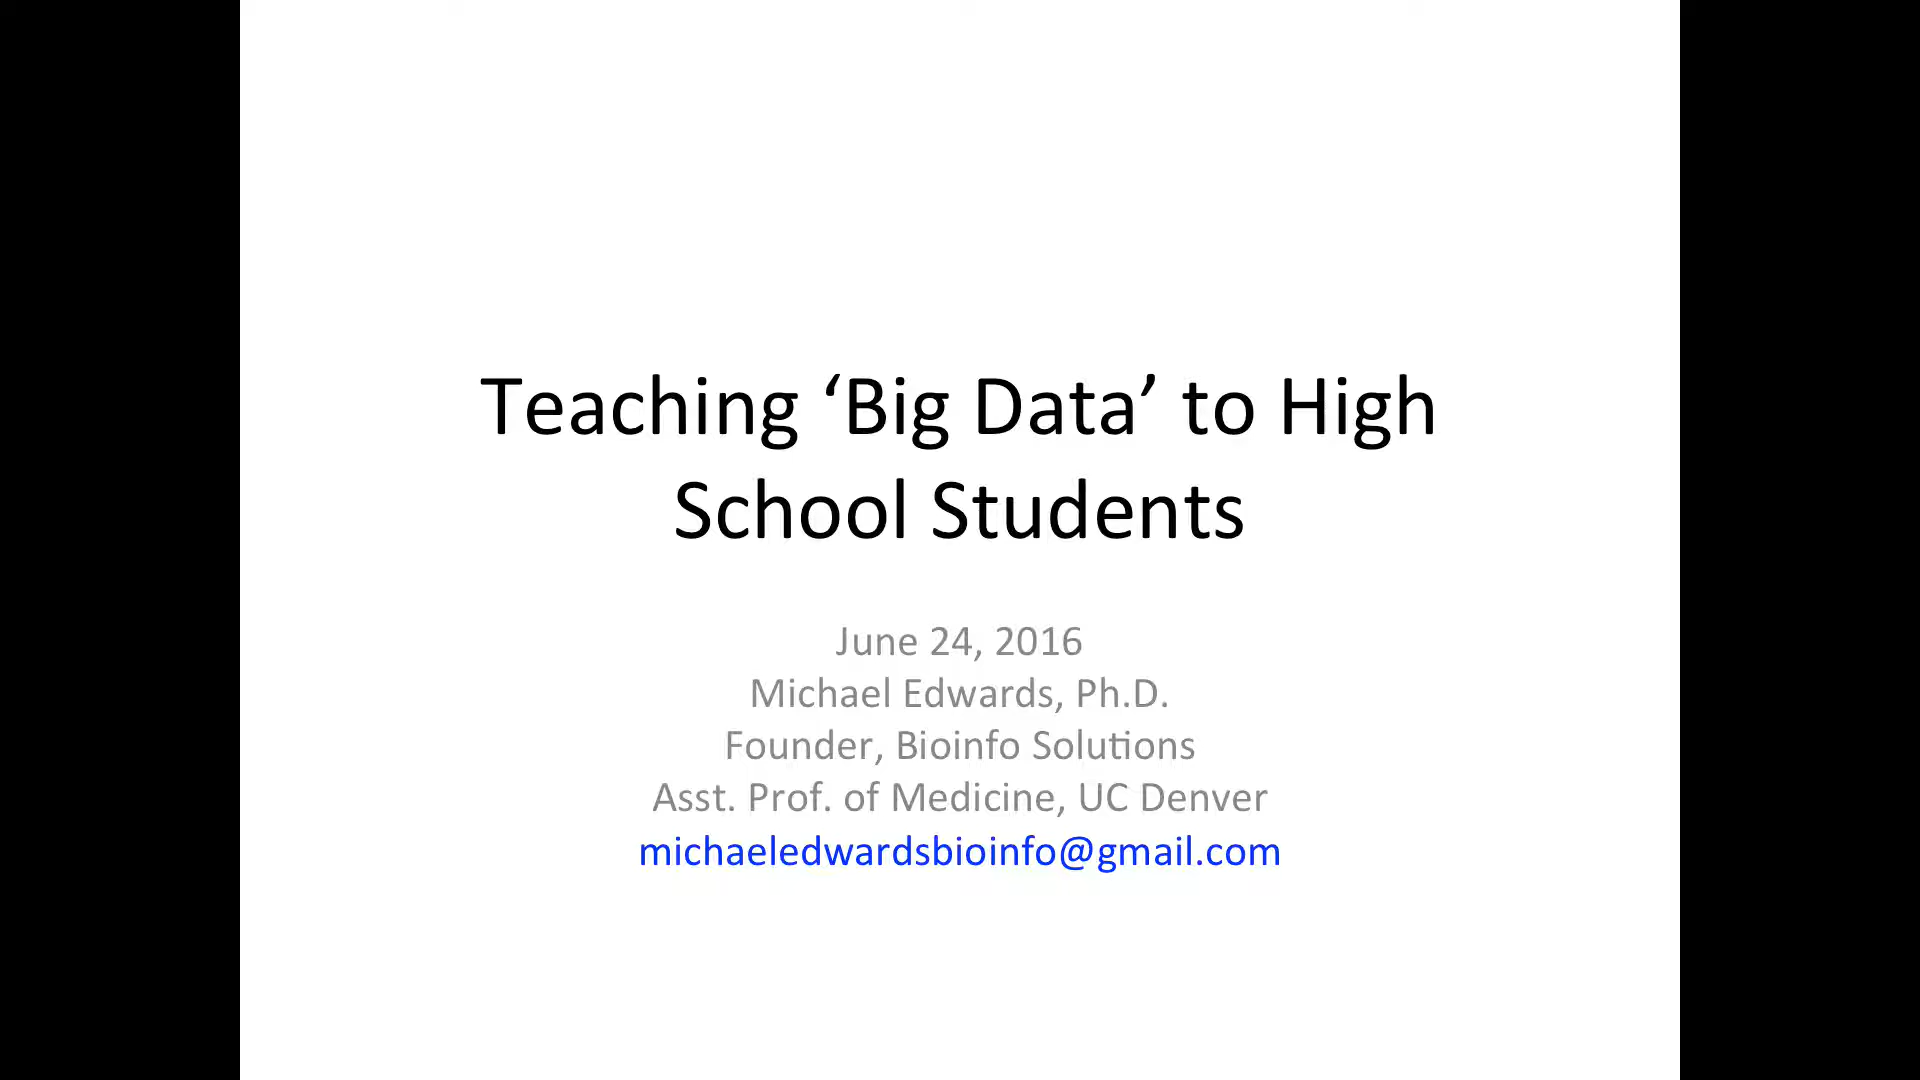 Teaching ‘Big Data’ to High
School Students
June 24, 2016
Michael Edwards, Ph.D.
Founder, Bioinfo Solutions
Asst. Prof. of Medicine, UC Denver
michaeledwardsbioinfo@gmail.com